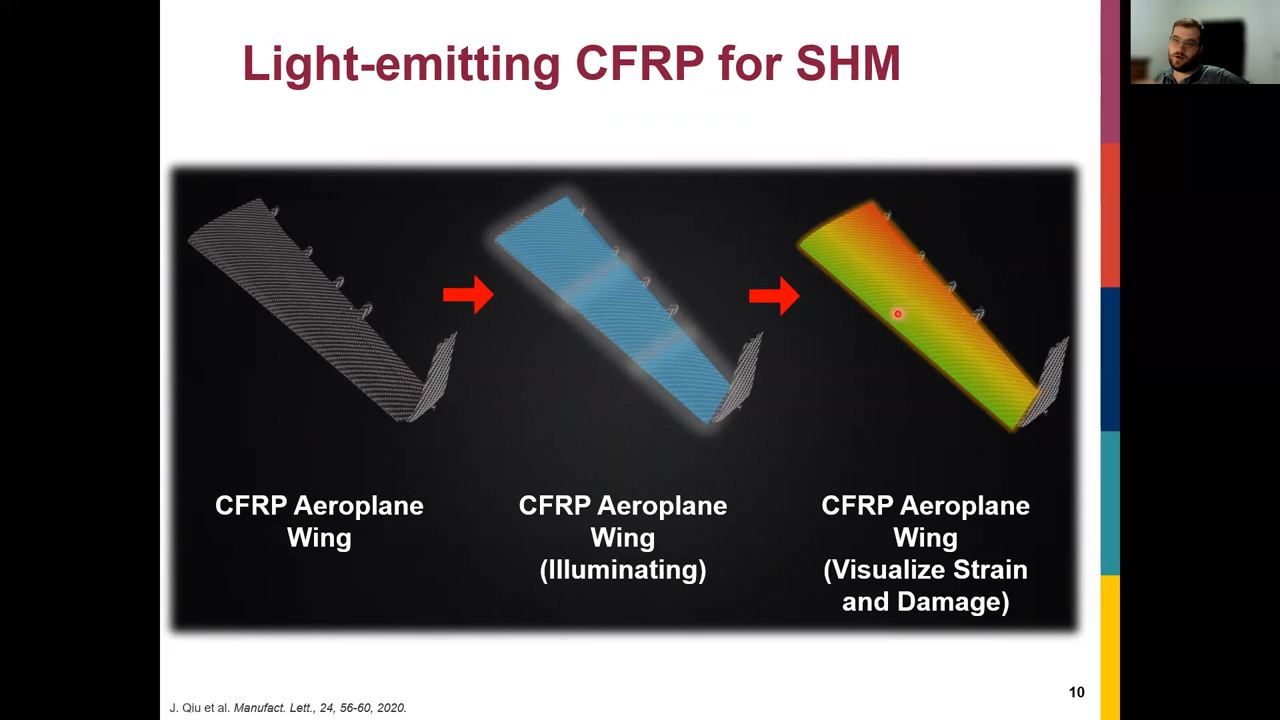 Light-emitting CFRP for SHM
CFRP Aeroplane
Wing
CFRP Aeroplane
Wing
(Illuminating)
CFRP Aeroplane
Wing
(Visualize Strain
and Damage)
10
J. Qiu et al. Manufact. Lett., 24, 56-60, 2020.